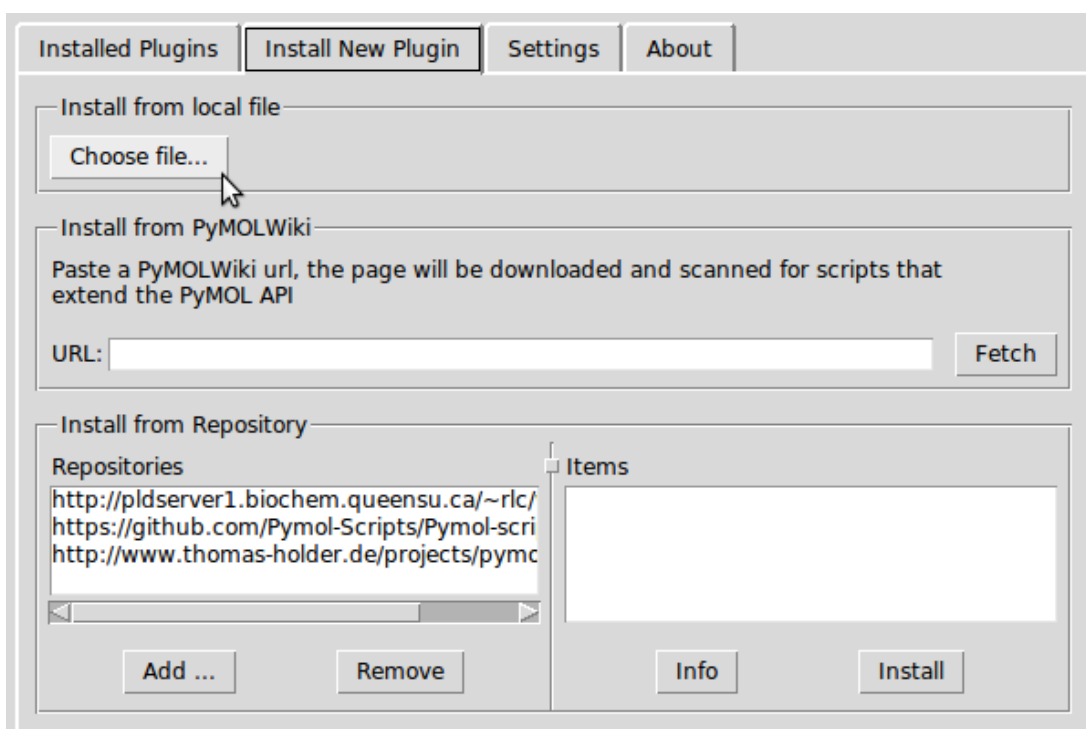 Installed Plugins Install New Plugin Settings About
Install from local file
Choose file...
Install from PyMOLWiki
Paste a PyMOLWiki url, the page will be downloaded and scanned for scripts that
extend the PyMOL API
URL: Fetch
Install from Repository
Repositories
http://pldserver1.biochem.queensu.ca/~rlc/
https://github.com/Pymol-Scripts/Pymol-scri
http://www.thomas-holder.de/projects/pymo
Add ... Remove
Items
Info Install